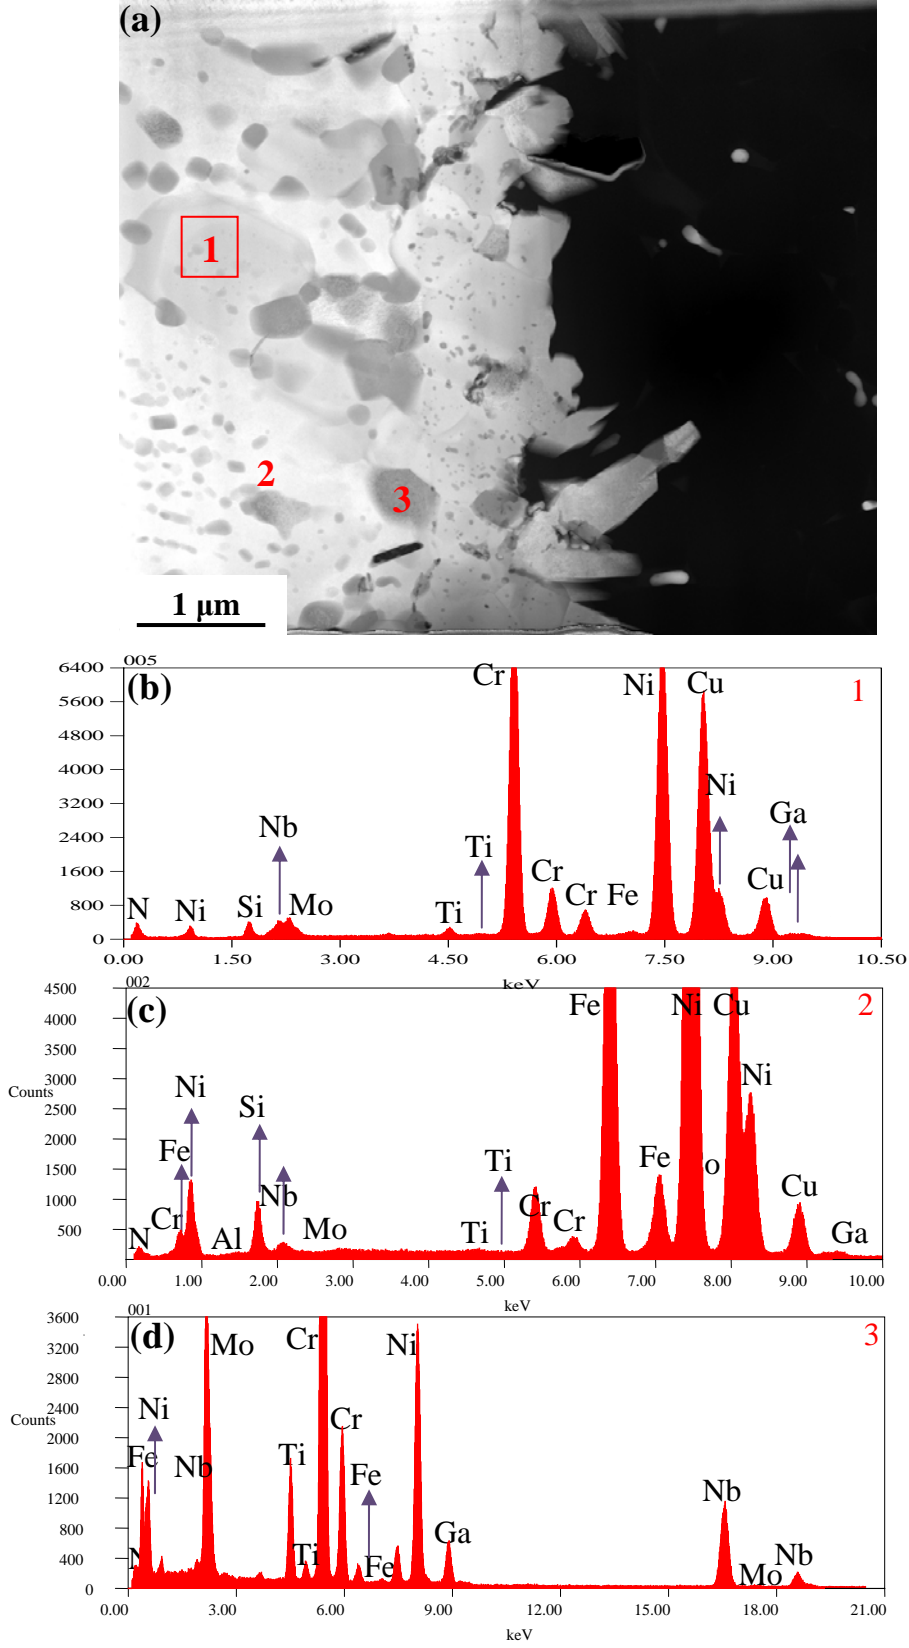 (a)
1
2
3
1 μm
005
(b)
1
6400
5600
4800
4000
3200
2400
1600
800
0
N
Ni
Si
Nb
Mo
Ti
Ti
Cr
Cr
Cr
Fe
Ni
Cu
Ni
Cu
Ga
0.00 1.50 3.00 4.50 6.00 7.50 9.00 10.50
keV
002
(c)
2
4500
4000
3500
3000
2500
2000
1500
1000
500
Counts
N
Cr
Fe
Ni
Al
Si
Nb
Mo
Ti
Ti
Cr
Cr
Fe
Fe
Ni
o
Cu
Ni
Cu
Ga
0.00 1.00 2.00 3.00 4.00 5.00 6.00 7.00 8.00 9.00 10.00
keV
001
(d)
3
3600
3200
2800
2400
2000
1600
1200
800
400
0
Counts
Fe
Ni
Nb
Mo
Ti
Ti
Cr
Cr
Fe
Fe
Ni
Ga
Nb
Mo
Nb
0.00 3.00 6.00 9.00 12.00 15.00 18.00 21.00
keV